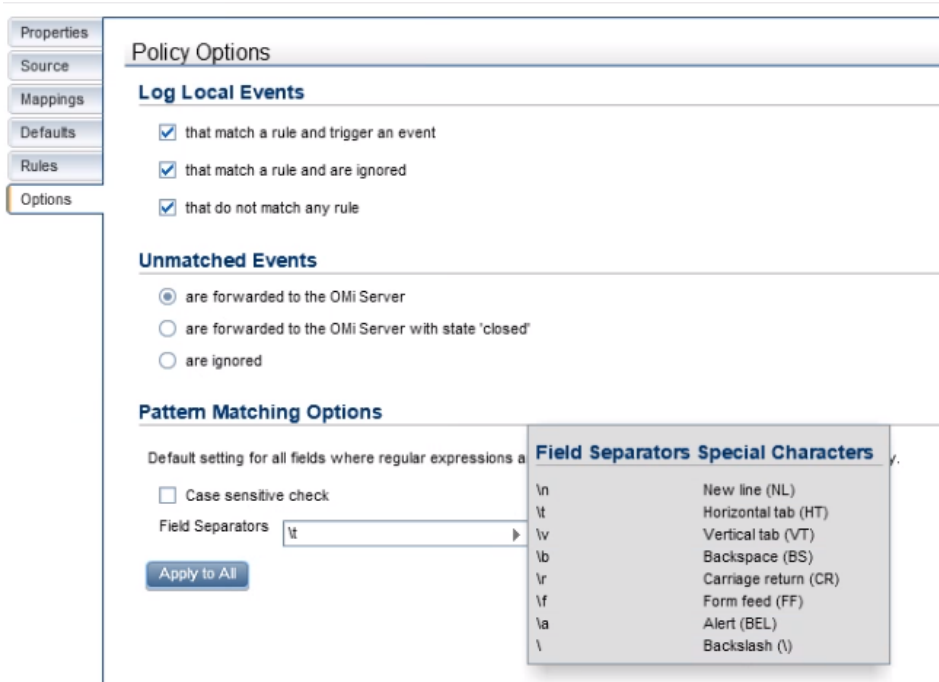 Properties
Source
Mappings
Defaults
Rules
Options
Policy Options
Log Local Events
that match a rule and trigger an event
that match a rule and are ignored
that do not match any rule
Unmatched Events
are forwarded to the OMi Server
are forwarded to the OMi Server with state 'closed'
are ignored
Pattern Matching Options
Default setting for all fields where regular expressions a y.
Case sensitive check
Field Separators \t
Apply to All
Field Separators Special Characters
\n New line (NL)
\t Horizontal tab (HT)
\v Vertical tab (VT)
\b Backspace (BS)
\r Carriage return (CR)
\f Form feed (FF)
\a Alert (BEL)
\ Backslash (\)